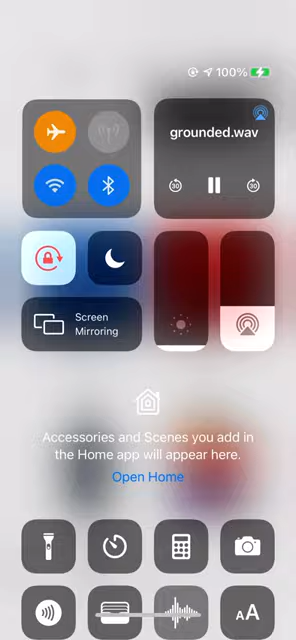 100%
grounded.wav
30
30
Screen
Mirroring
Accessories and Scenes you add in
the Home app will appear here.
Open Home
AA